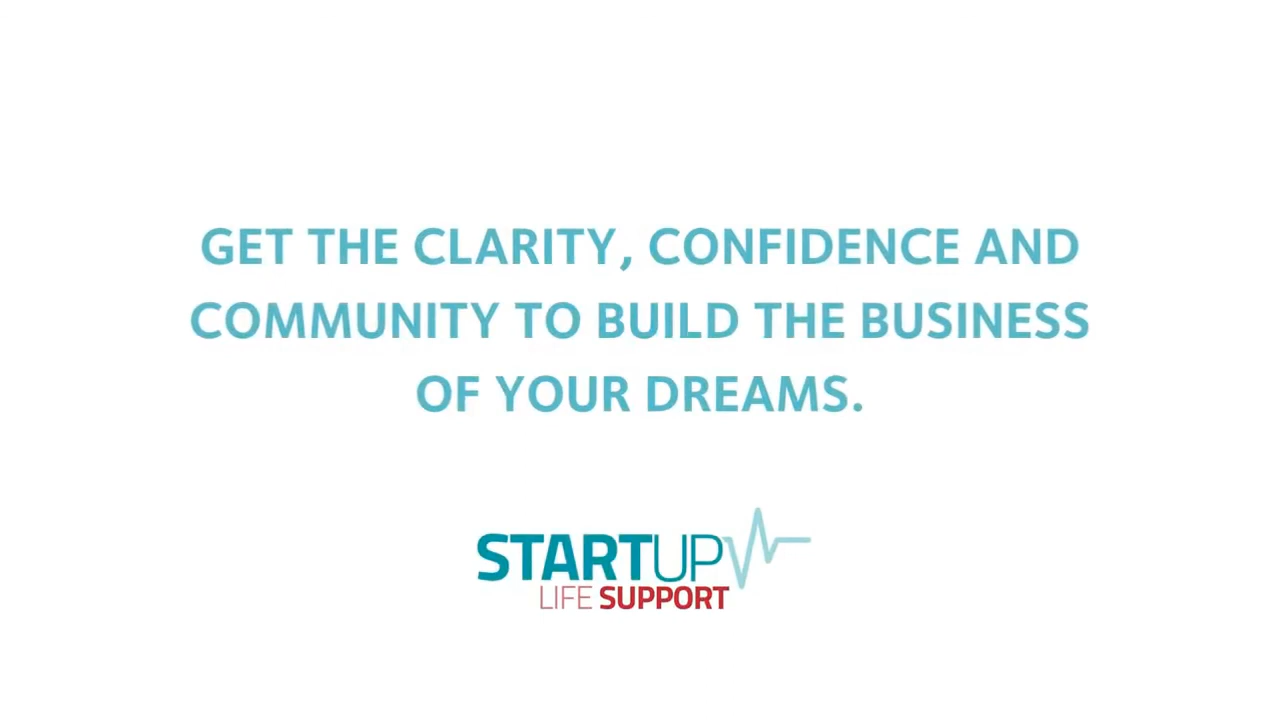 GET THE CLARITY, CONFIDENCE AND
COMMUNITY TO BUILD THE BUSINESS
OF YOUR DREAMS.
STARTUP
LIFE SUPPORT